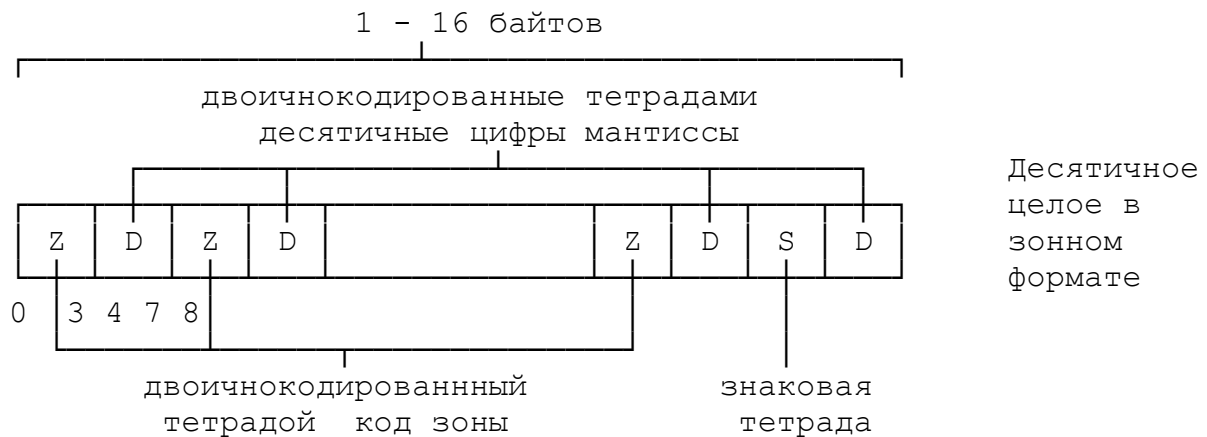 1 - 16 байтов
двоичнокодированные тетрадами
десятичные цифры мантиссы
Десятичное
целое в
зонном
формате
Z D Z D Z D S D
0 3 4 7 8
двоичнокодированнный
тетрадой код зоны
знаковая
тетрада